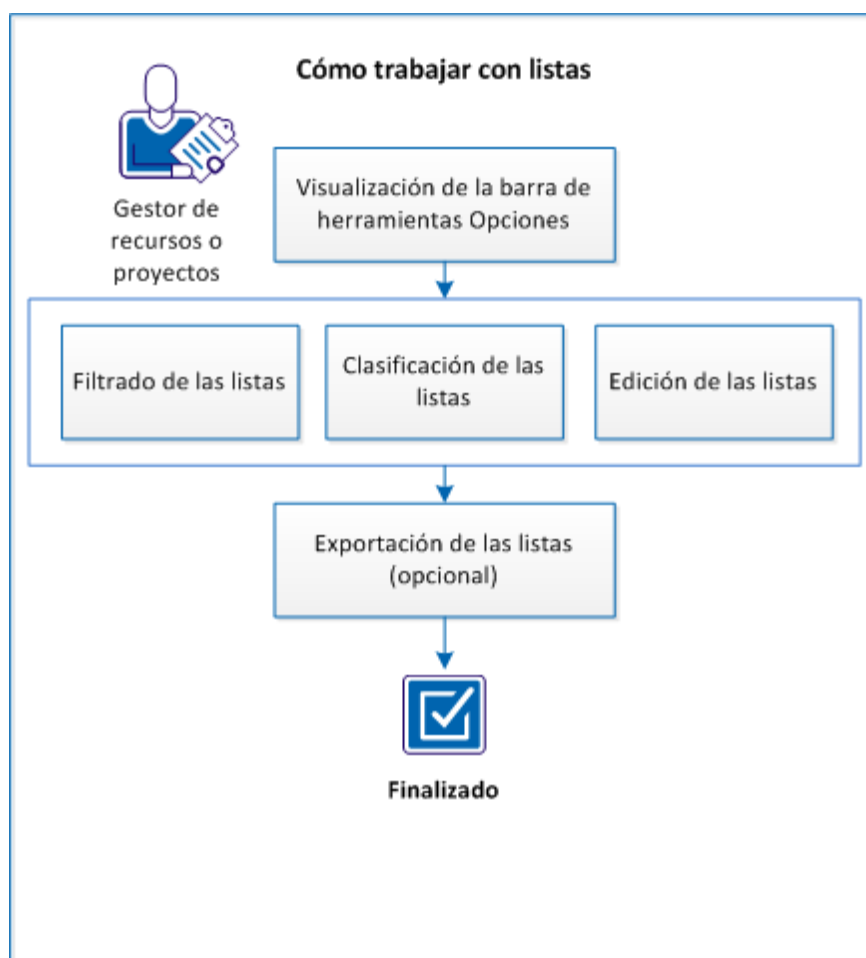 Cómo trabajar con listas
Gestor de
recursos o
proyectos
Visualización de la barra de
herramientas Opciones
Filtrado de las listas
Clasificación de las
listas
Edición de las listas
Exportación de las listas
(opcional)
Finalizado